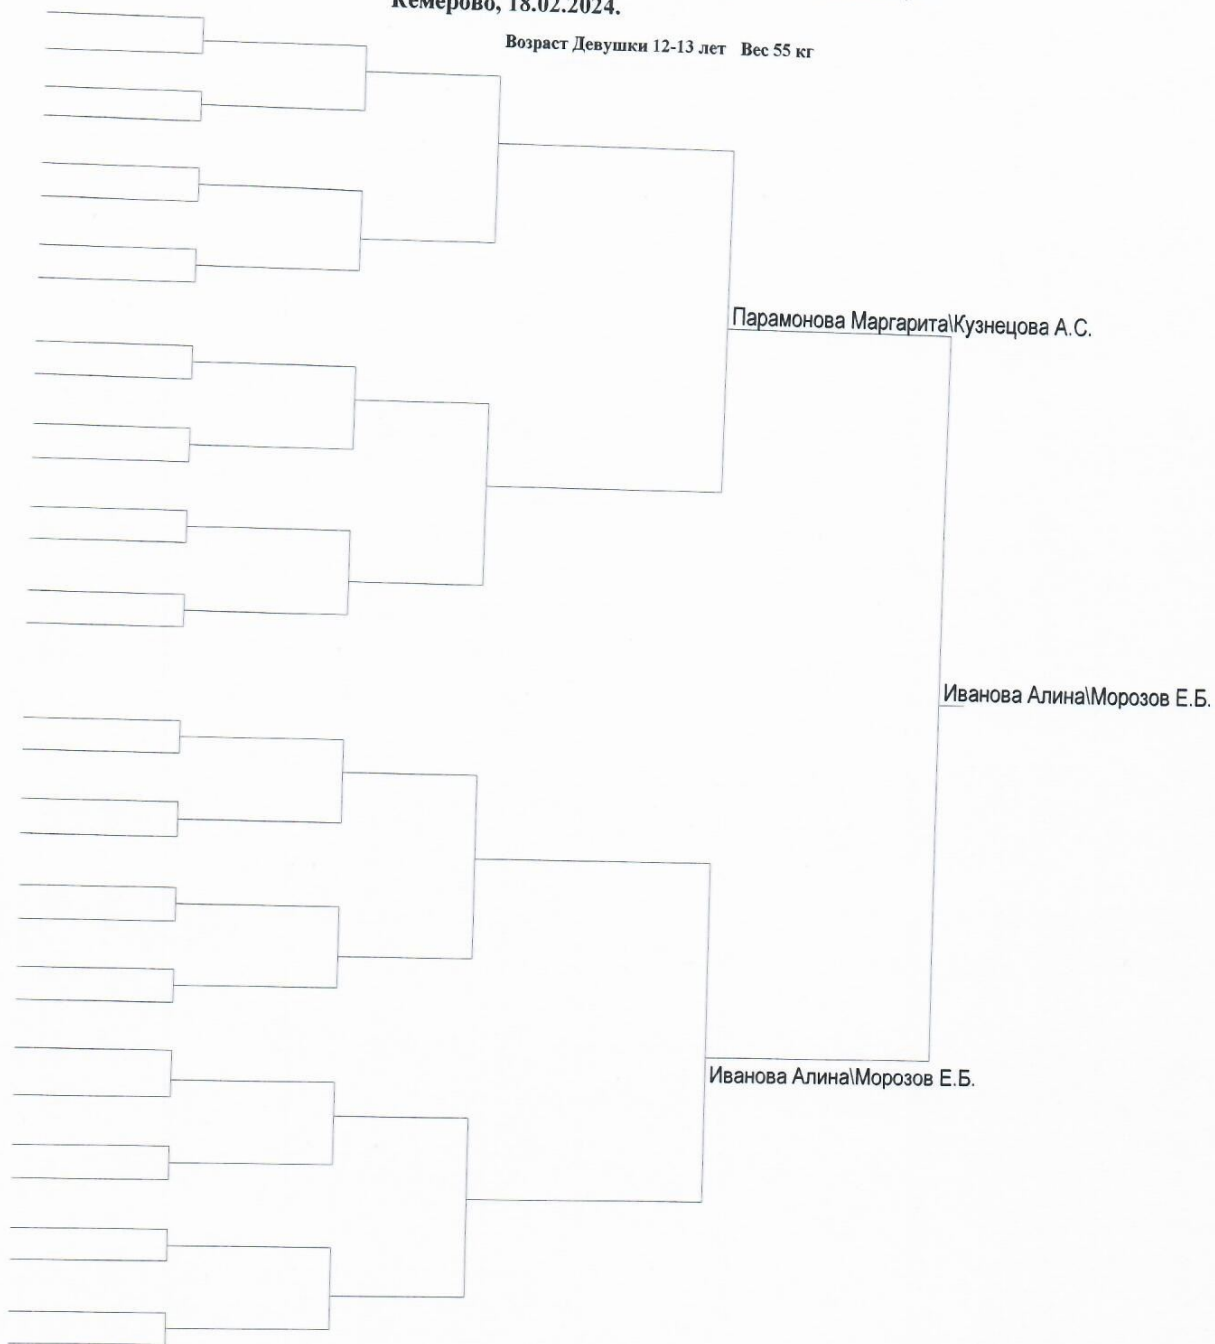 Кемерово, 18.02.2024.
Возраст Девушки 12-13 лет Вес 55 кг
Парамонова Маргарита\Кузнецова А.С.
Иванова Алина\Морозов Е.Б.
Иванова Алина\Морозов Е.Б.